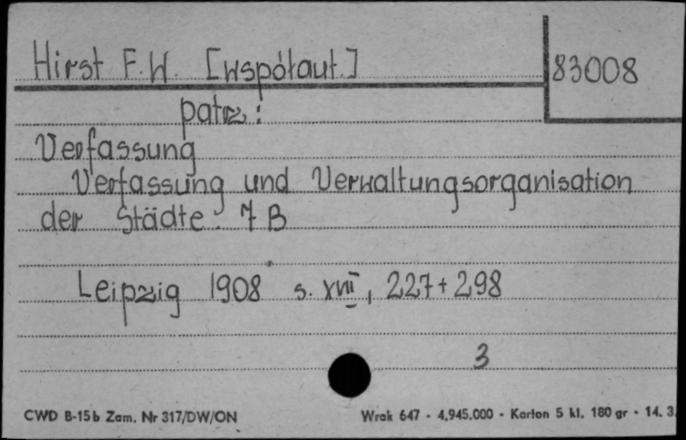 Hirst F.W. [współaut.]
83008
patrz:
Verfassung
Verfassung und Verwaltungsorganisation
der Städte. 7 B
Leipzig 1908 s. XVII, 227+298
3
CWD B-15b Zam. Nr 317/DW/ON
Wrak 647 - 4.945.000 - Karton 5 kl. 180 gr - 14. 3.